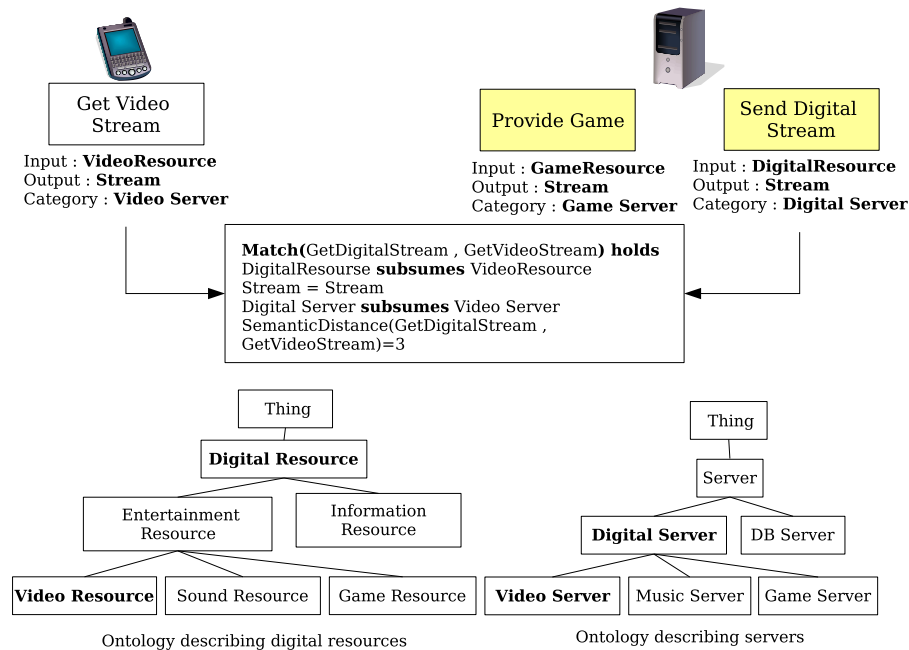 Get Video
Stream
Input : VideoResource
Output : Stream
Category : Video Server
Provide Game
Input : GameResource
Output : Stream
Category : Game Server
Send Digital
Stream
Input : DigitalResource
Output : Stream
Category : Digital Server
Match(GetDigitalStream , GetVideoStream) holds
DigitalResourse subsumes VideoResource
Stream = Stream
Digital Server subsumes Video Server
SemanticDistance(GetDigitalStream ,
GetVideoStream)=3
Thing
Digital Resource
Entertainment
Resource
Information
Resource
Video Resource
Sound Resource
Game Resource
Ontology describing digital resources
Thing
Server
Digital Server
DB Server
Video Server
Music Server
Game Server
Ontology describing servers